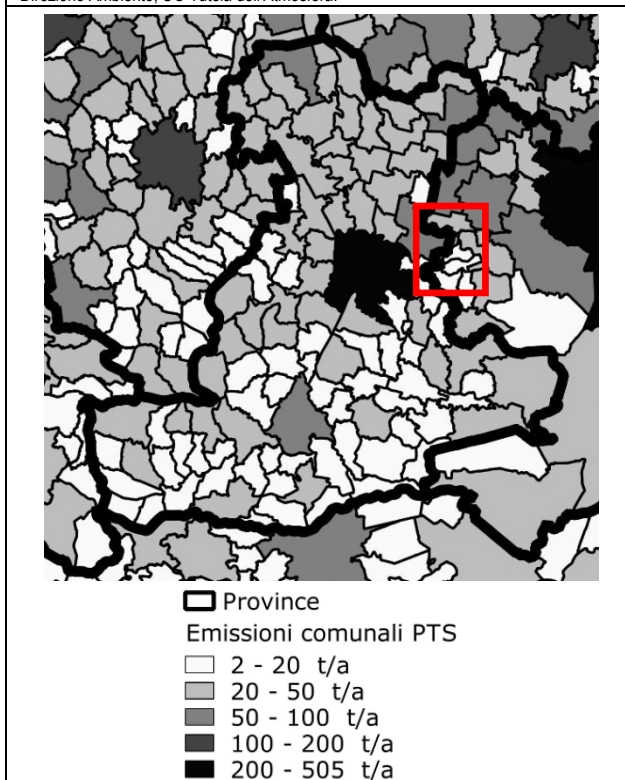 Province
Emissioni comunali PTS
2 - 20 t/a
20 - 50 t/a
50 - 100 t/a
100 - 200 t/a
200 - 505 t/a